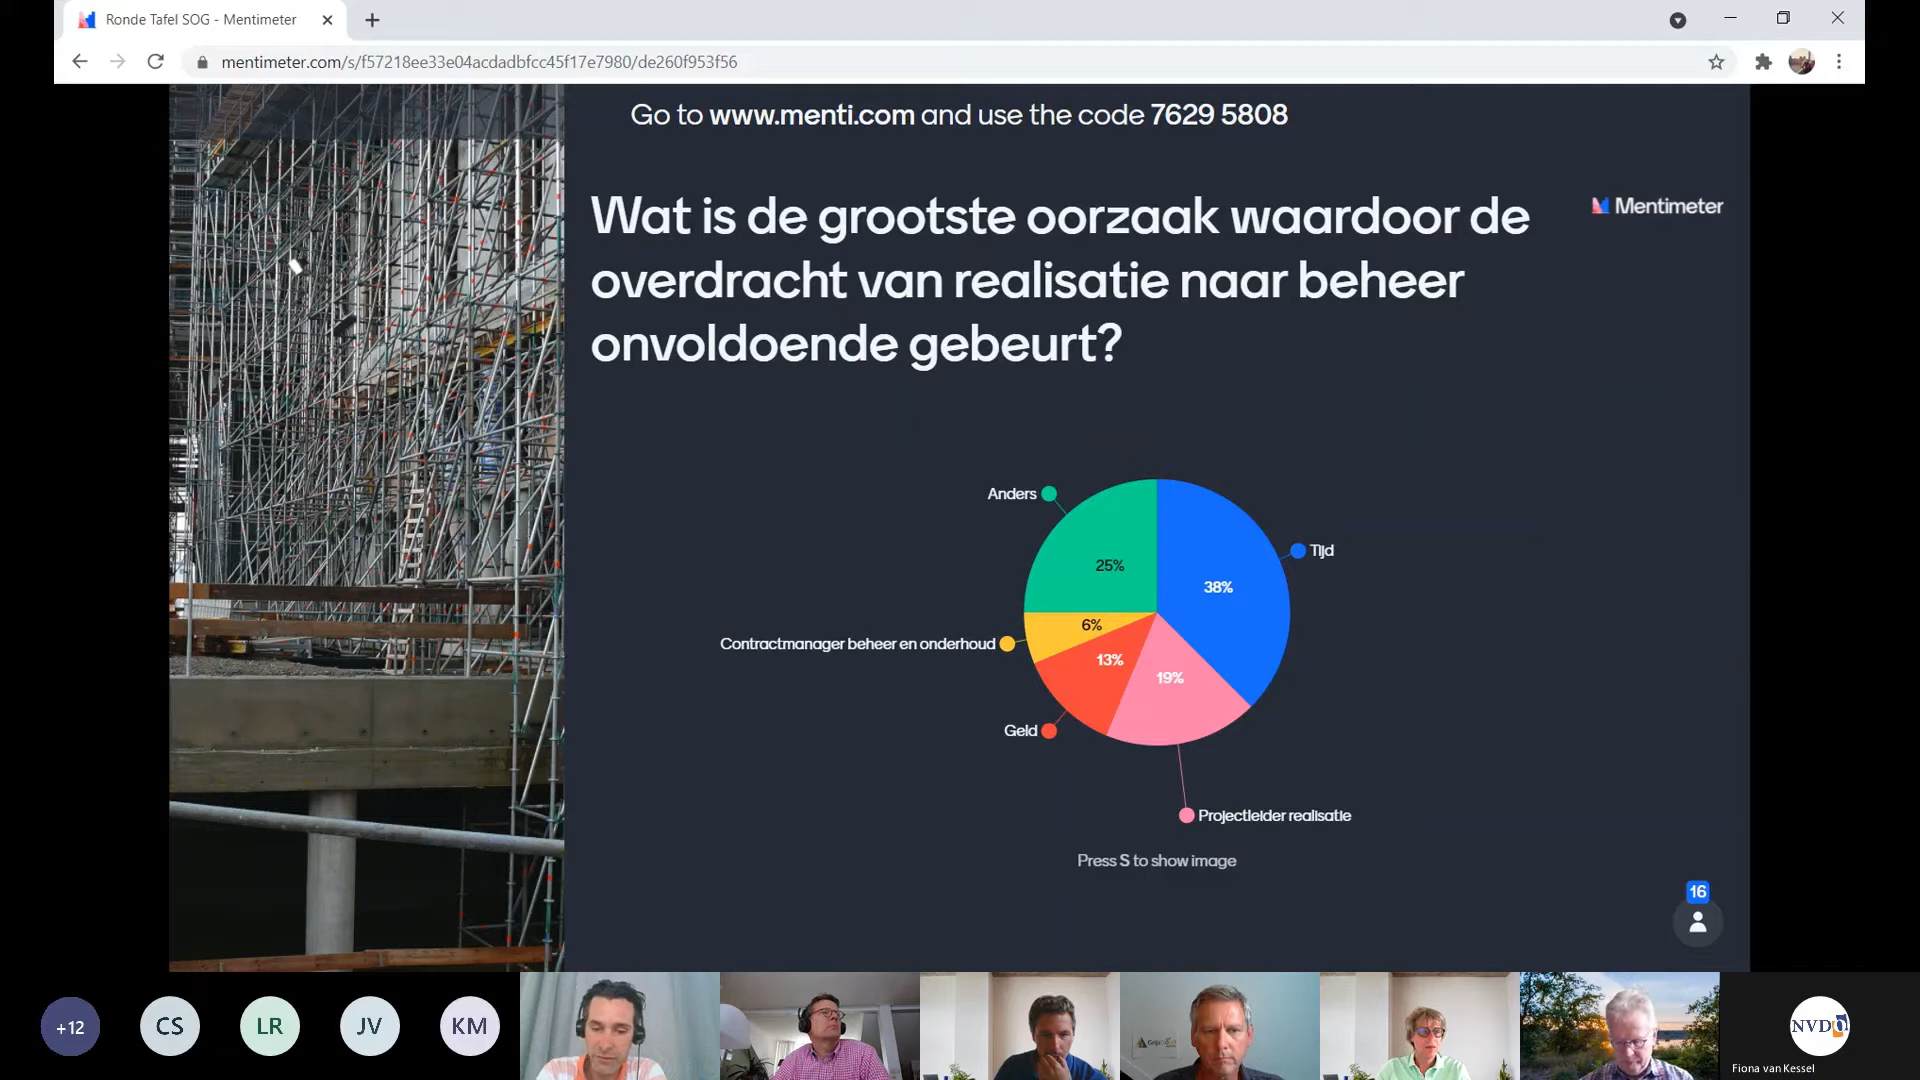 Ronde Tafel SOG - Mentimeter
mentimeter.com/s/f57218ee33e04acdadbfcc45f17e7980/de260f953f56
Go to www.menti.com and use the code 7629 5808
Mentimeter
Wat is de grootste oorzaak waardoor de
overdracht van realisatie naar beheer
onvoldoende gebeurt?
Anders
25%
Tijd
38%
Contractmanager beheer en onderhoud
6%
13%
19%
Geld
Projectleider realisatie
Press S to show image
16
+12
CS
LR
JV
KM
NVDO
Fiona van Kessel